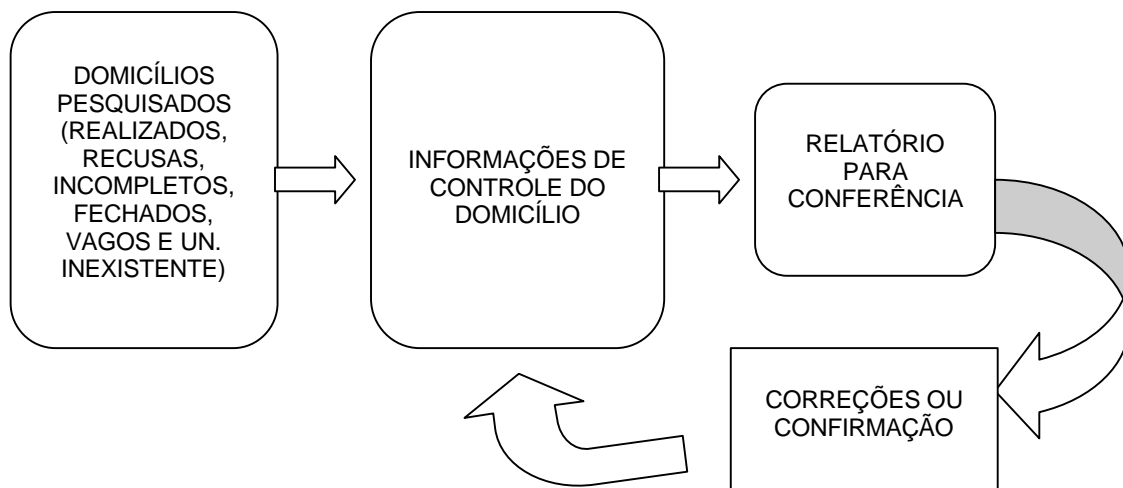 DOMICÍLIOS
PESQUISADOS
(REALIZADOS,
RECUSAS,
INCOMPLETOS,
FECHADOS,
VAGOS E UN.
INEXISTENTE)
INFORMAÇÕES DE
CONTROLE DO
DOMICÍLIO
RELATÓRIO
PARA
CONFERÊNCIA
CORREÇÕES OU
CONFIRMAÇÃO